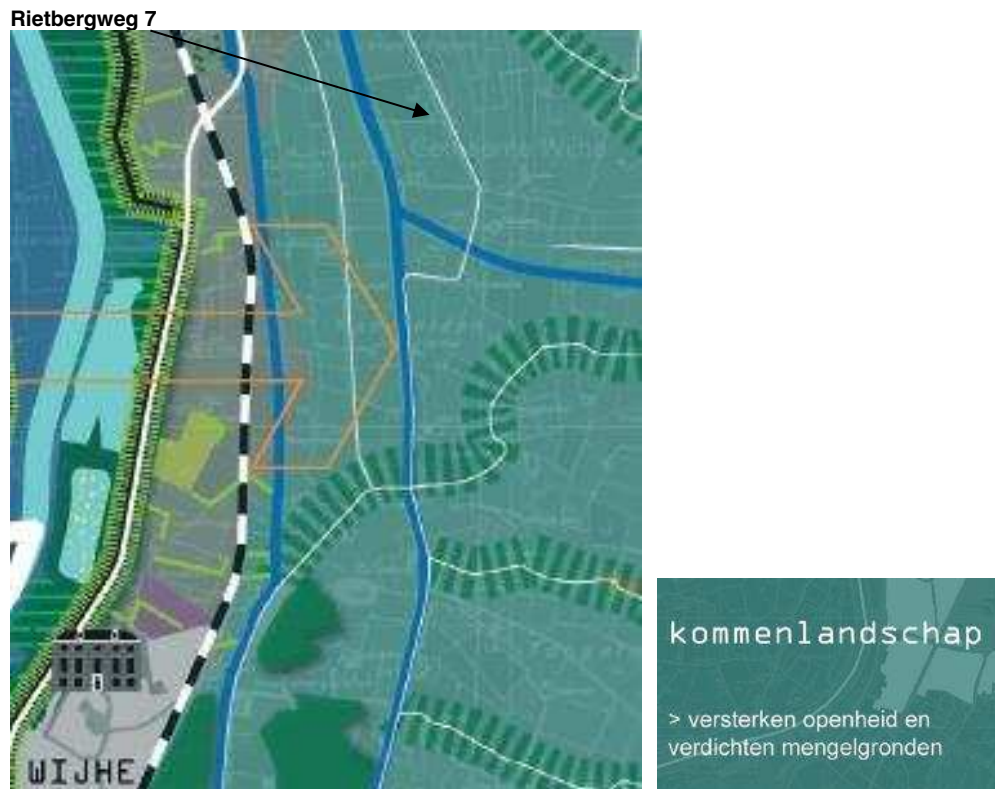 Rietbergweg 7
WIJHE
kommenlandschap
> versterken openheid en
verdichten mengelgronden